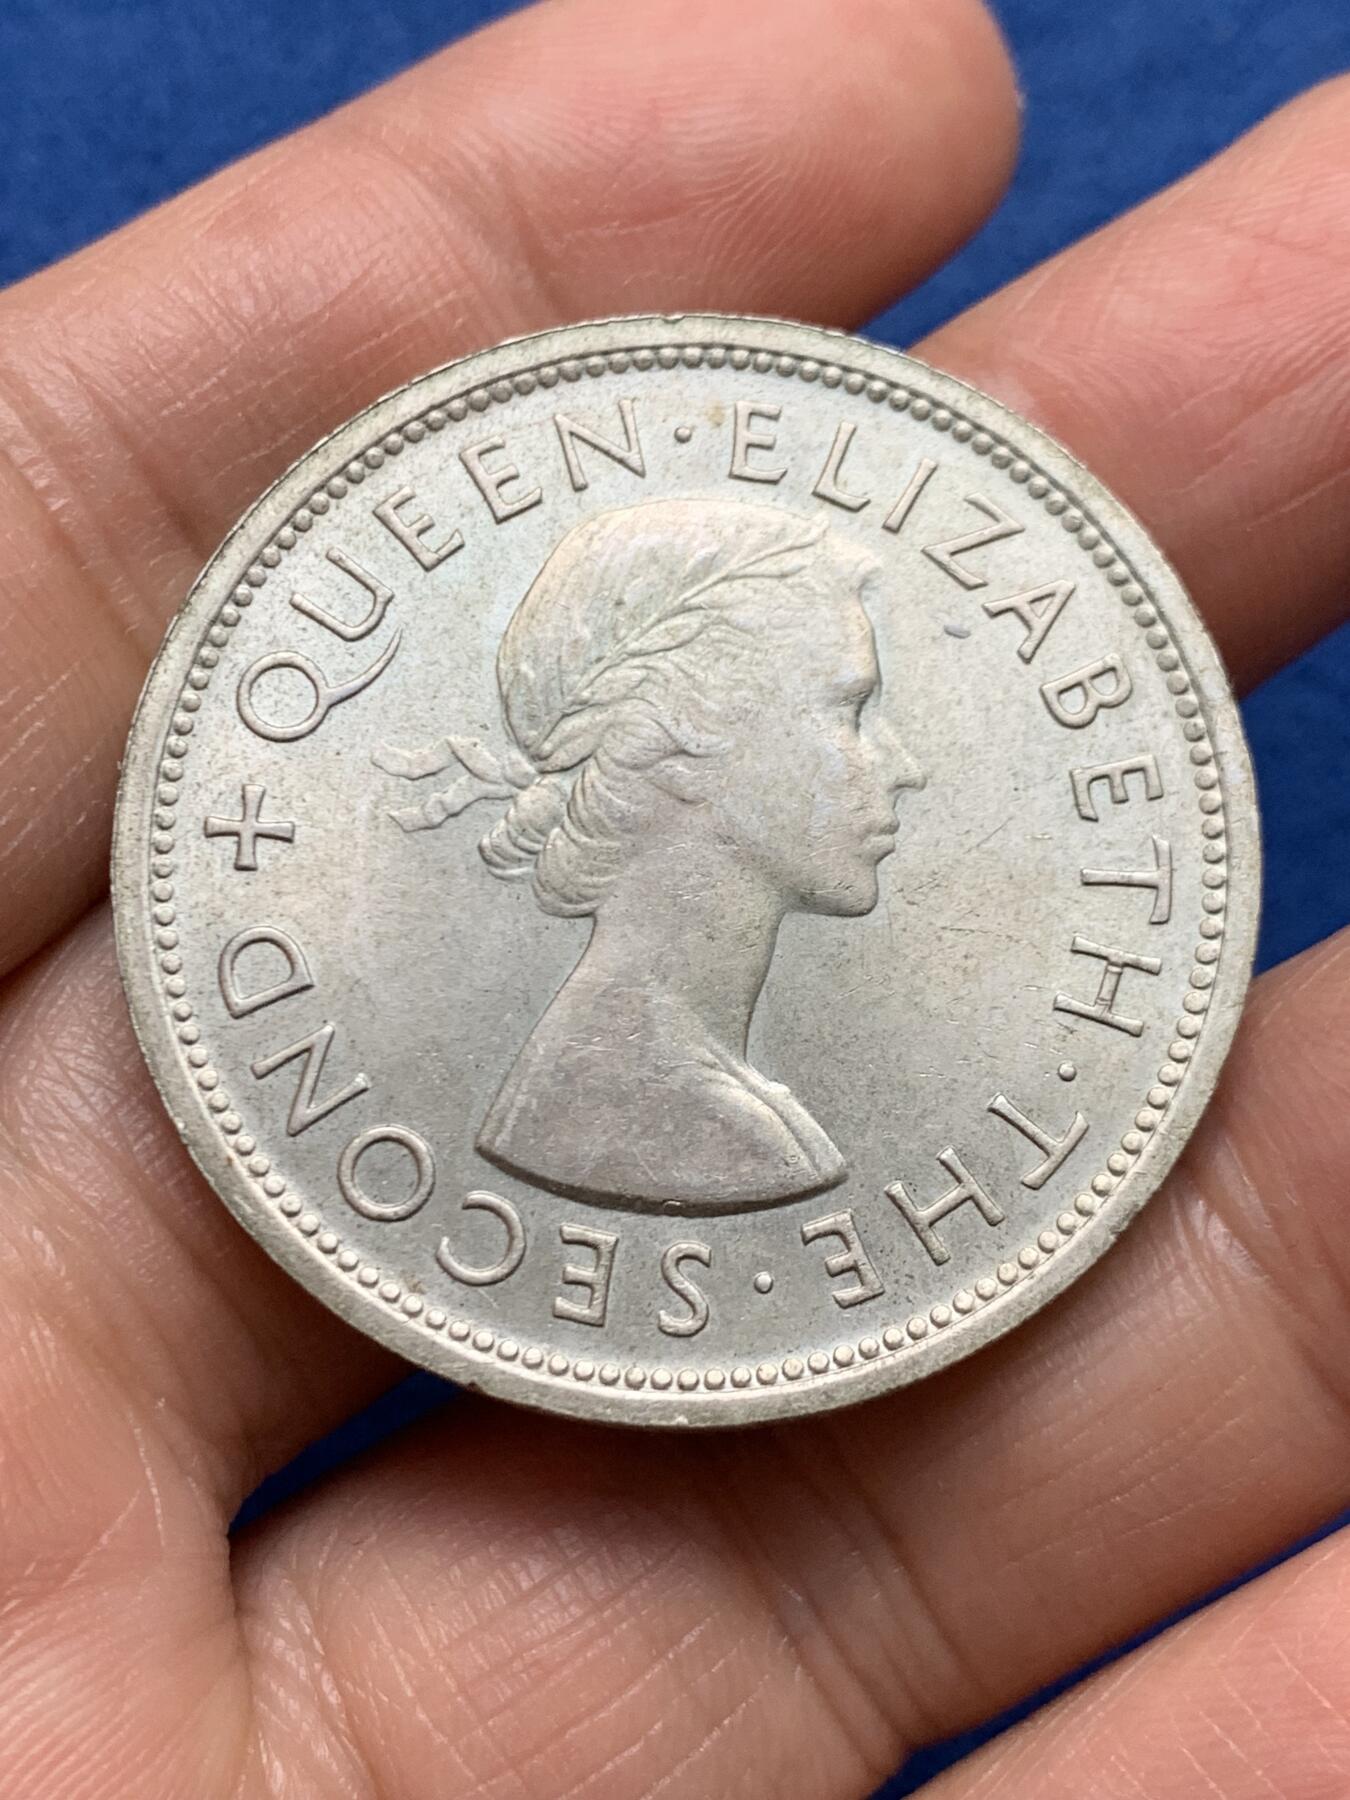 + QUEEN · ELIZABETH · THE · SECOND